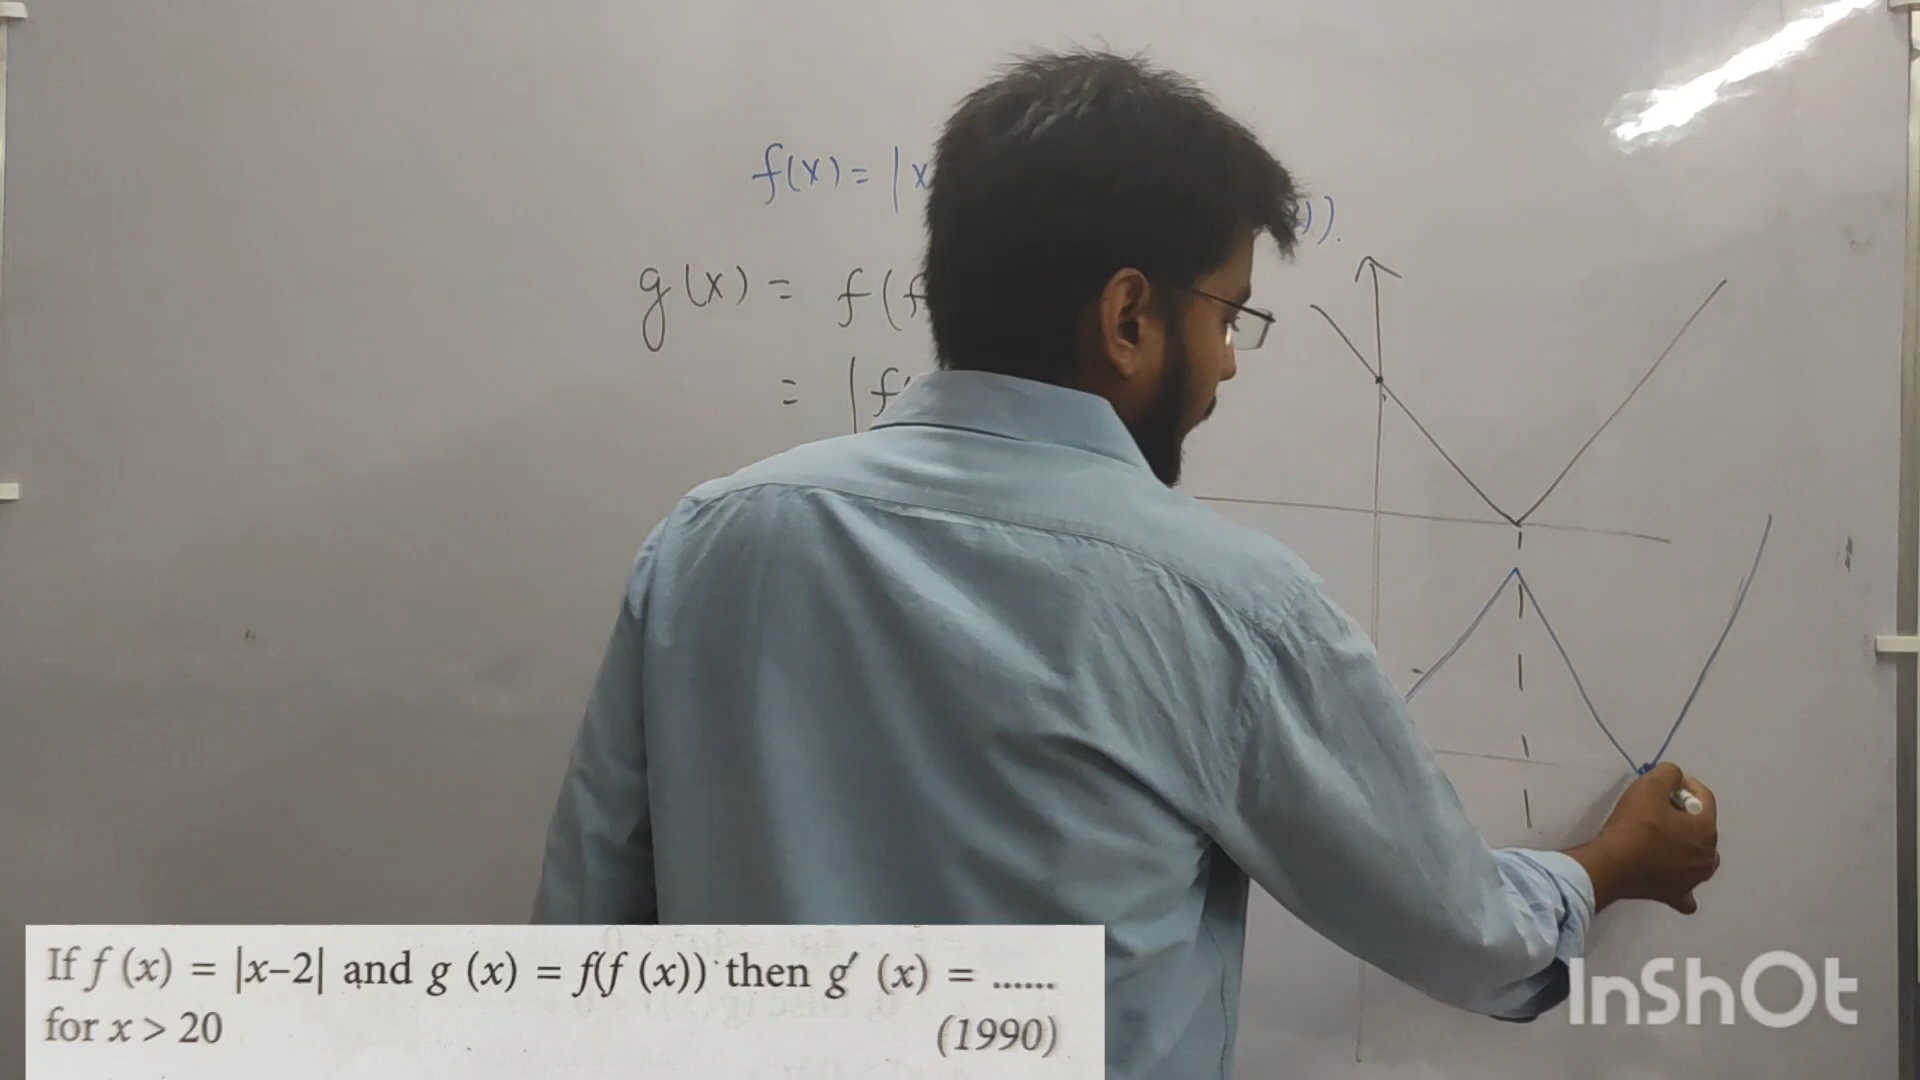 f(x) = |x
x)).
g(x) = f(f
= |f
If f (x) = |x–2| and g (x) = f(f (x)) then g′ (x) = ......
for x > 20 (1990)
InShOt